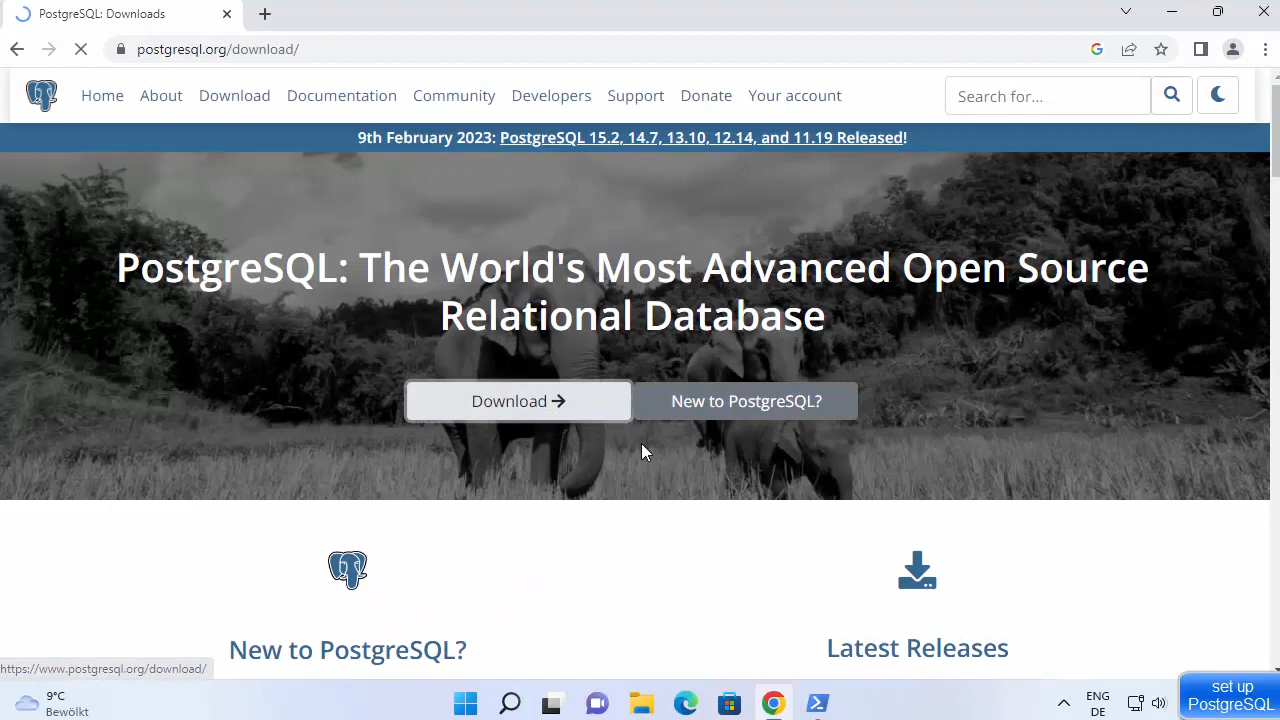 PostgreSQL: Downloads
postgresql.org/download/
Home About Download Documentation Community Developers Support Donate Your account
Search for...
9th February 2023: PostgreSQL 15.2, 14.7, 13.10, 12.14, and 11.19 Released!
PostgreSQL: The World's Most Advanced Open Source
Relational Database
Download
New to PostgreSQL?
New to PostgreSQL?
Latest Releases
https://www.postgresql.org/download/
9°C
Bewölkt
ENG
DE
set up
PostgreSQL